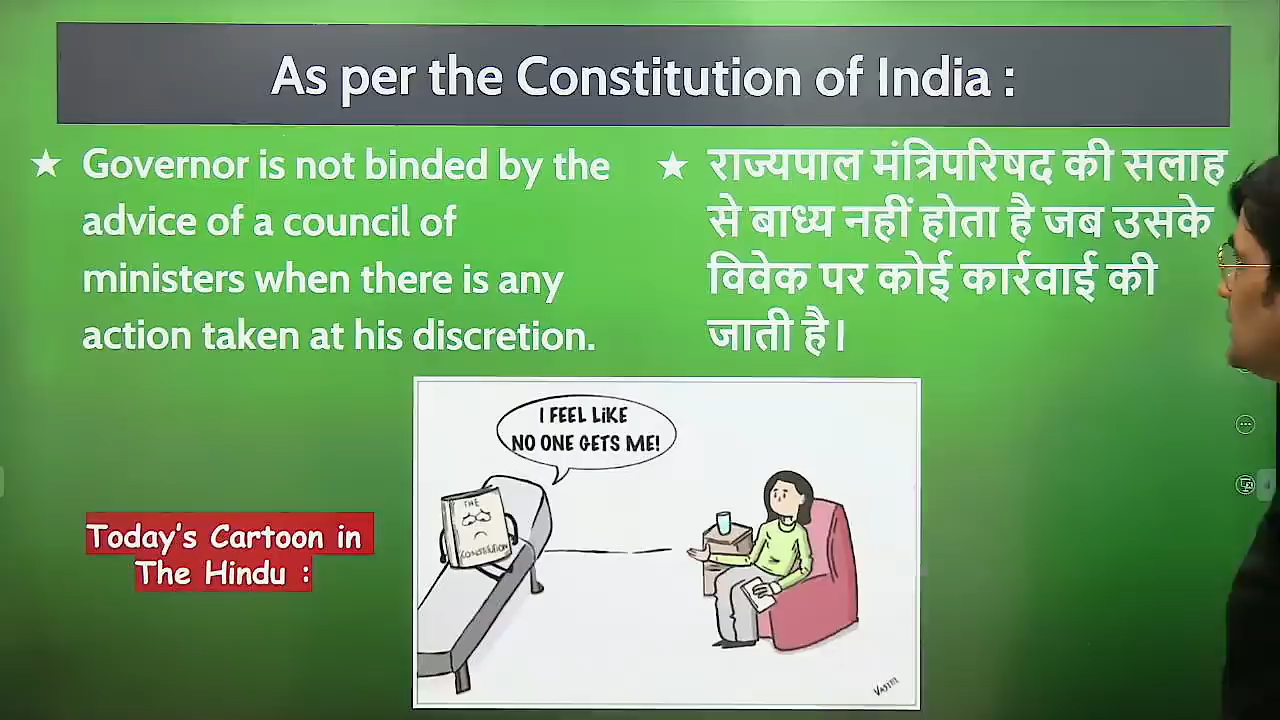 As per the Constitution of India :
★ Governor is not binded by the
advice of a council of
ministers when there is any
action taken at his discretion.
★ राज्यपाल मंत्रिपरिषद की सलाह
से बाध्य नहीं होता है जब उसके
विवेक पर कोई कार्रवाई की
जाती है।
I FEEL LIKE
NO ONE GETS ME!
THE
CONSTITUTION
Today's Cartoon in
The Hindu :